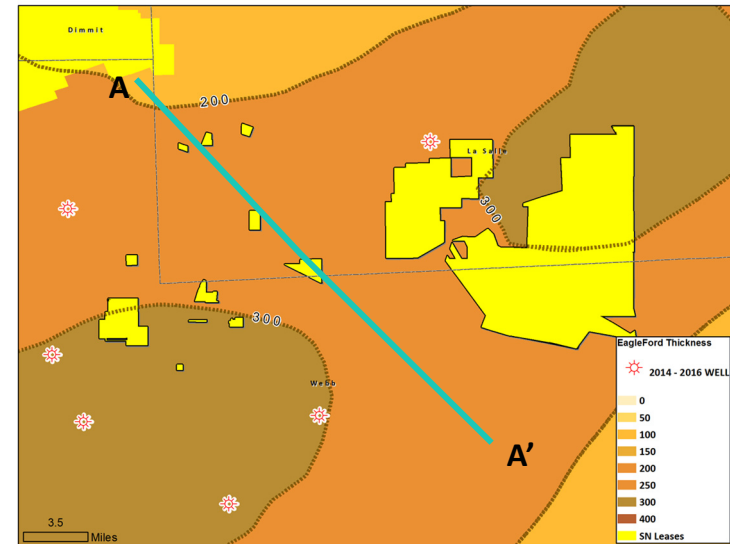 Dimmit
A
200
La Salle
300
300
Webb
A'
EagleFord Thickness
2014 - 2016 WELL
0
50
100
150
200
250
300
400
SN Leases
3.5
Miles